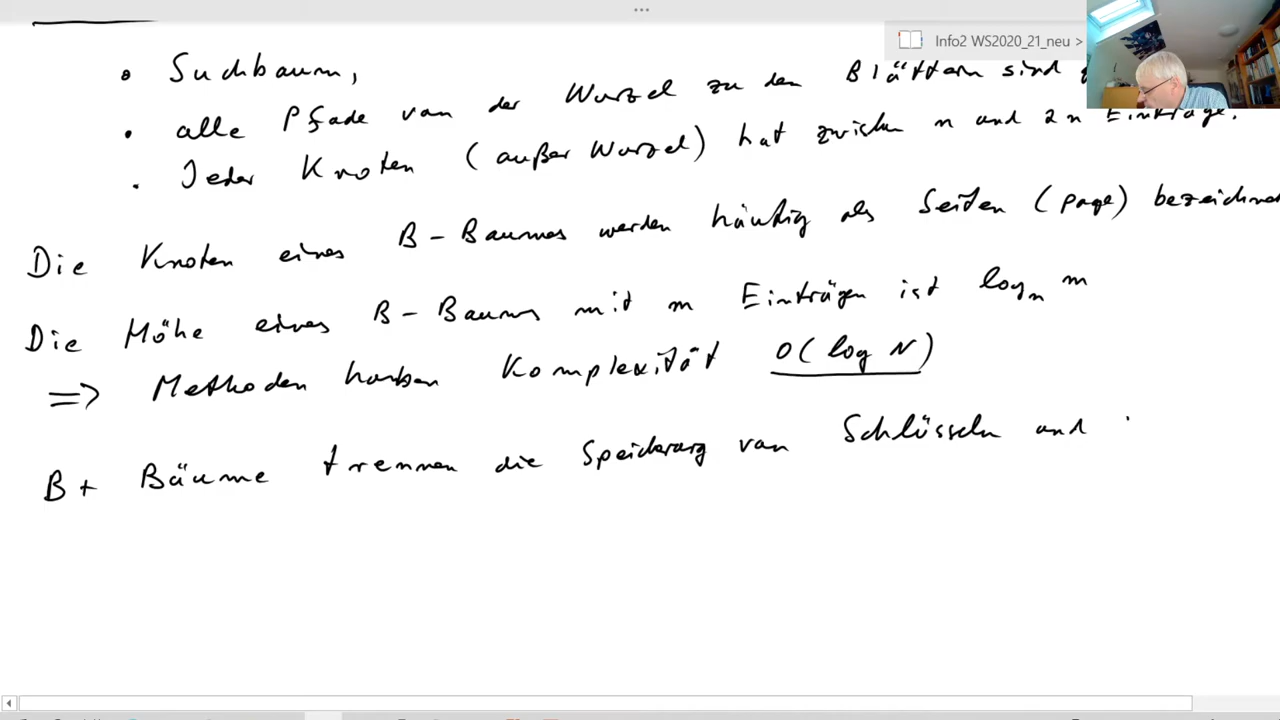 Info2 WS2020_21_neu >
• Suchbaum,
• alle Pfade von der Wurzel zu den Blättern sind
• Jeder Knoten (außer Wurzel) hat zwischen n und 2n Einträge.
Die Knoten eines B-Baumes werden häufig als Seiten (page) bezeichnet
Die Höhe eines B-Baums mit m Einträgen ist log_n m
=> Methoden haben Komplexität O(log N)
B+ Bäume trennen die Speicherung von Schlüsseln und